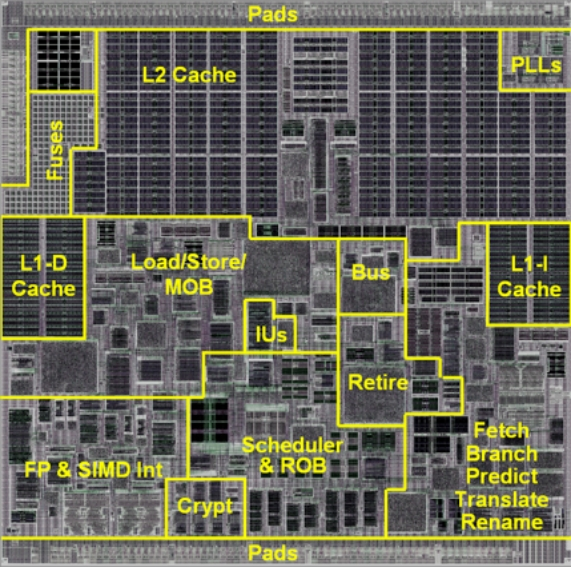 Pads
L2 Cache
PLLs
Fuses
L1-D
Cache
Load/Store/
MOB
Bus
L1-I
Cache
IUs
Retire
Scheduler
& ROB
Fetch
Branch
Predict
Translate
Rename
FP & SIMD Int
Crypt
Pads